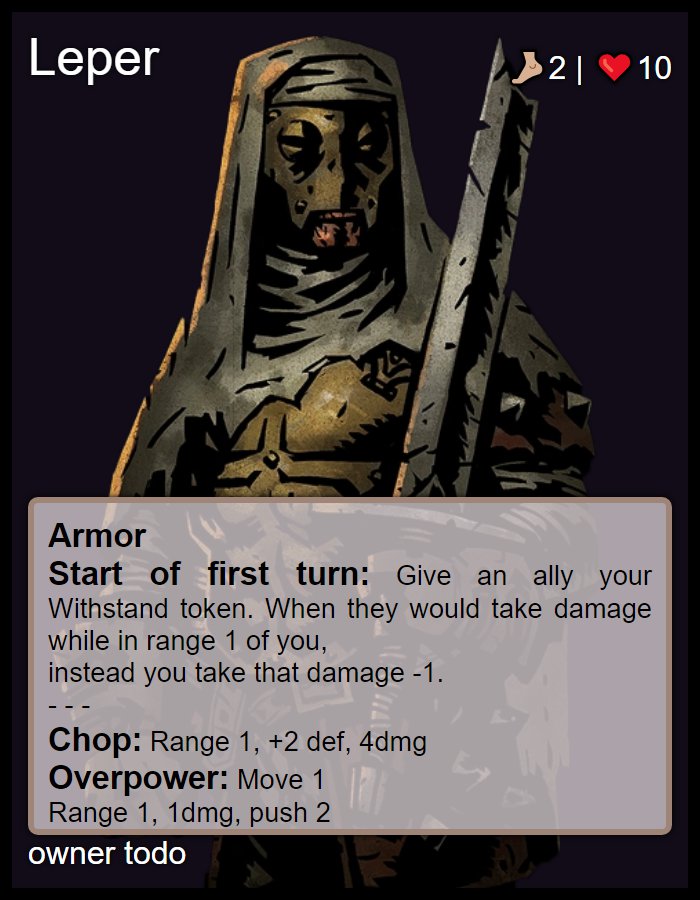 Leper
🦶🏼2 | ❤️ 10
Armor
Start of first turn: Give an ally your
Withstand token. When they would take damage
while in range 1 of you,
instead you take that damage -1.
- - -
Chop: Range 1, +2 def, 4dmg
Overpower: Move 1
Range 1, 1dmg, push 2
owner todo